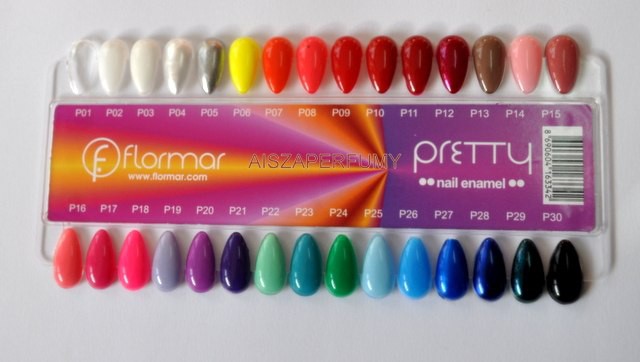 P01 P02 P03 P04 P05 P06 P07 P08 P09 P10 P11 P12 P13 P14 P15
flormar
www.flormar.com
AISZAPERFUMY
PRETTY
nail enamel
P16 P17 P18 P19 P20 P21 P22 P23 P24 P25 P26 P27 P28 P29 P30